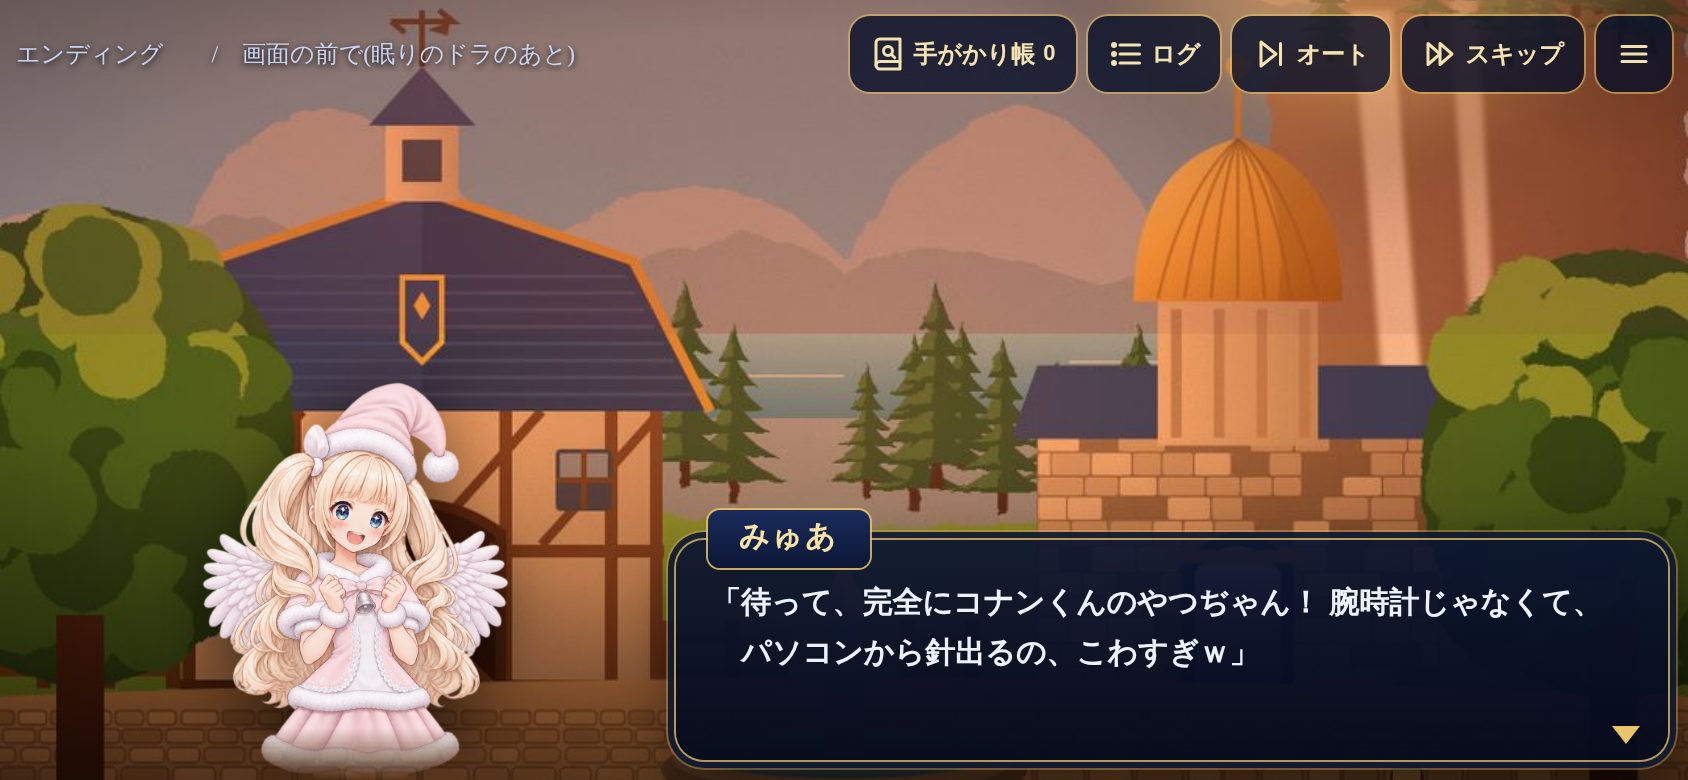 エンディング / 画面の前で(眠りのドラのあと)
手がかり帳 0
ログ
オート
スキップ
みゅあ
「待って、完全にコナンくんのやつぢゃん！ 腕時計じゃなくて、
パソコンから針出るの、こわすぎｗ」